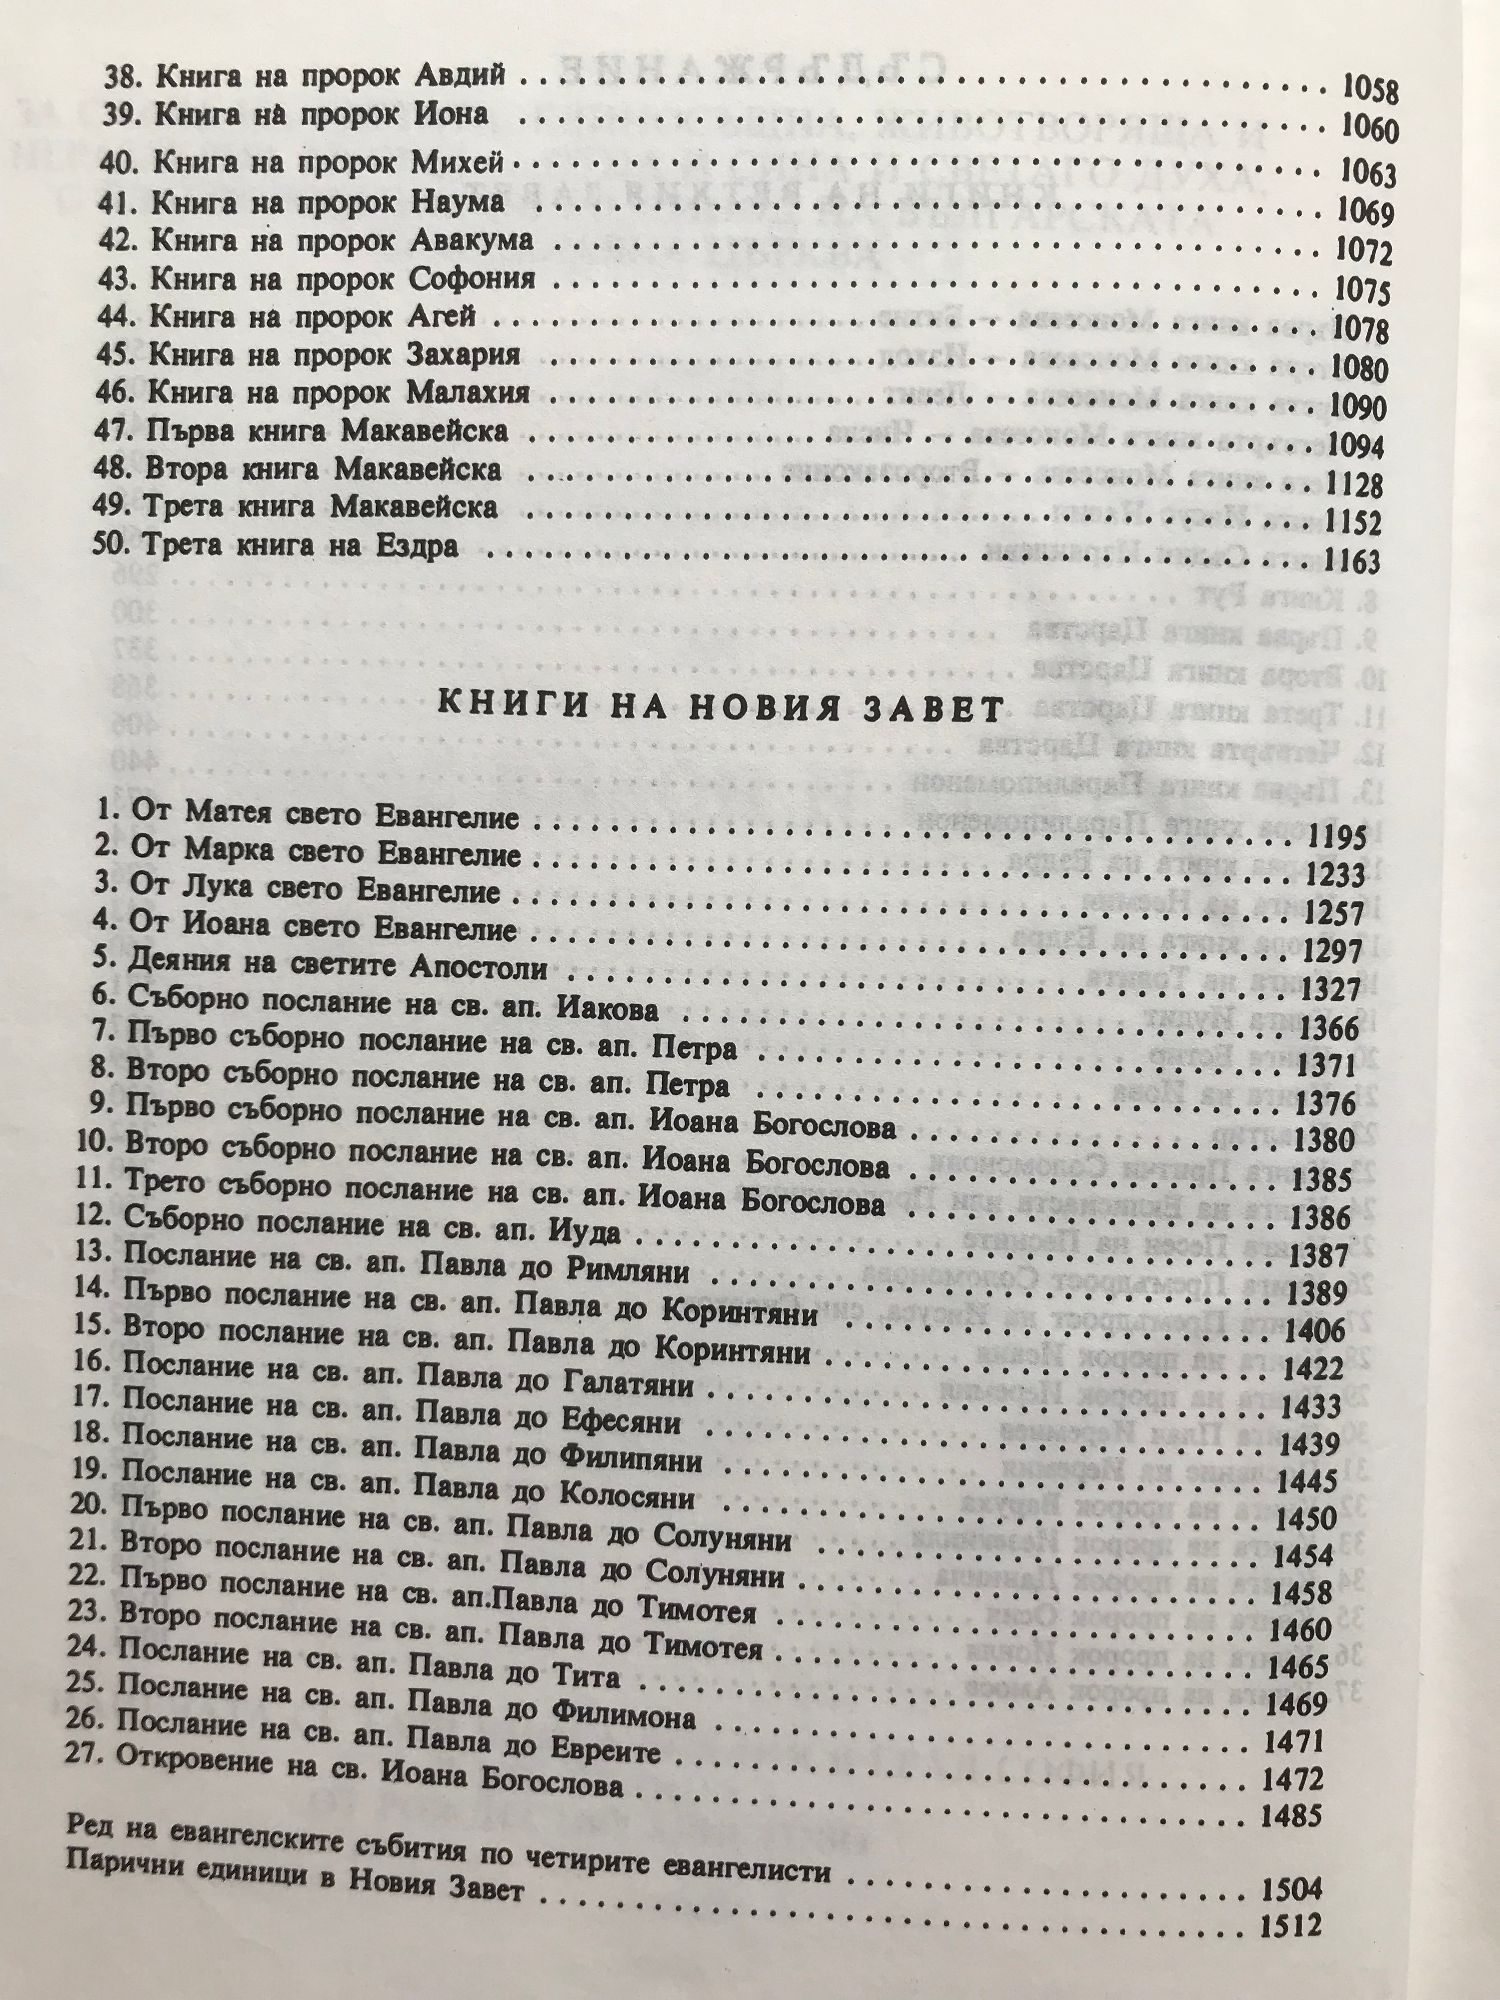 38. Книга на пророк Авдий . . . . . . . . . . . . . . . . . . . . 1058
39. Книга на пророк Иона . . . . . . . . . . . . . . . . . . . . 1060
40. Книга на пророк Михей . . . . . . . . . . . . . . . . . . . . 1063
41. Книга на пророк Наума . . . . . . . . . . . . . . . . . . . . 1069
42. Книга на пророк Авакума . . . . . . . . . . . . . . . . . . . . 1072
43. Книга на пророк Софония . . . . . . . . . . . . . . . . . . . . 1075
44. Книга на пророк Агей . . . . . . . . . . . . . . . . . . . . 1078
45. Книга на пророк Захария . . . . . . . . . . . . . . . . . . . . 1080
46. Книга на пророк Малахия . . . . . . . . . . . . . . . . . . . . 1090
47. Първа книга Макавейска . . . . . . . . . . . . . . . . . . . . 1094
48. Втора книга Макавейска . . . . . . . . . . . . . . . . . . . . 1128
49. Трета книга Макавейска . . . . . . . . . . . . . . . . . . . . 1152
50. Трета книга на Ездра . . . . . . . . . . . . . . . . . . . . 1163
КНИГИ НА НОВИЯ ЗАВЕТ
1. От Матея свето Евангелие . . . . . . . . . . . . . . . . . . . . 1195
2. От Марка свето Евангелие . . . . . . . . . . . . . . . . . . . . 1233
3. От Лука свето Евангелие . . . . . . . . . . . . . . . . . . . . 1257
4. От Иоана свето Евангелие . . . . . . . . . . . . . . . . . . . . 1297
5. Деяния на светите Апостоли . . . . . . . . . . . . . . . . . . . . 1327
6. Съборно послание на св. ап. Иакова . . . . . . . . . . . . . . . . 1366
7. Първо съборно послание на св. ап. Петра . . . . . . . . . . . . . . 1371
8. Второ съборно послание на св. ап. Петра . . . . . . . . . . . . . . 1376
9. Първо съборно послание на св. ап. Иоана Богослова . . . . . . . . . . 1380
10. Второ съборно послание на св. ап. Иоана Богослова . . . . . . . . . . 1385
11. Трето съборно послание на св. ап. Иоана Богослова . . . . . . . . . . 1386
12. Съборно послание на св. ап. Иуда . . . . . . . . . . . . . . . . 1387
13. Послание на св. ап. Павла до Римляни . . . . . . . . . . . . . . 1389
14. Първо послание на св. ап. Павла до Коринтяни . . . . . . . . . . . . 1406
15. Второ послание на св. ап. Павла до Коринтяни . . . . . . . . . . . . 1422
16. Послание на св. ап. Павла до Галатяни . . . . . . . . . . . . . . 1433
17. Послание на св. ап. Павла до Ефесяни . . . . . . . . . . . . . . 1439
18. Послание на св. ап. Павла до Филипяни . . . . . . . . . . . . . . 1445
19. Послание на св. ап. Павла до Колосяни . . . . . . . . . . . . . . 1450
20. Първо послание на св. ап. Павла до Солуняни . . . . . . . . . . . . 1454
21. Второ послание на св. ап. Павла до Солуняни . . . . . . . . . . . . 1458
22. Първо послание на св. ап.Павла до Тимотея . . . . . . . . . . . . 1460
23. Второ послание на св. ап. Павла до Тимотея . . . . . . . . . . . . 1465
24. Послание на св. ап. Павла до Тита . . . . . . . . . . . . . . . . 1469
25. Послание на св. ап. Павла до Филимона . . . . . . . . . . . . . . 1471
26. Послание на св. ап. Павла до Евреите . . . . . . . . . . . . . . 1472
27. Откровение на св. Иоана Богослова . . . . . . . . . . . . . . . . 1485
Ред на евангелските събития по четирите евангелисти . . . . . . . . . . 1504
Парични единици в Новия Завет . . . . . . . . . . . . . . . . . . 1512